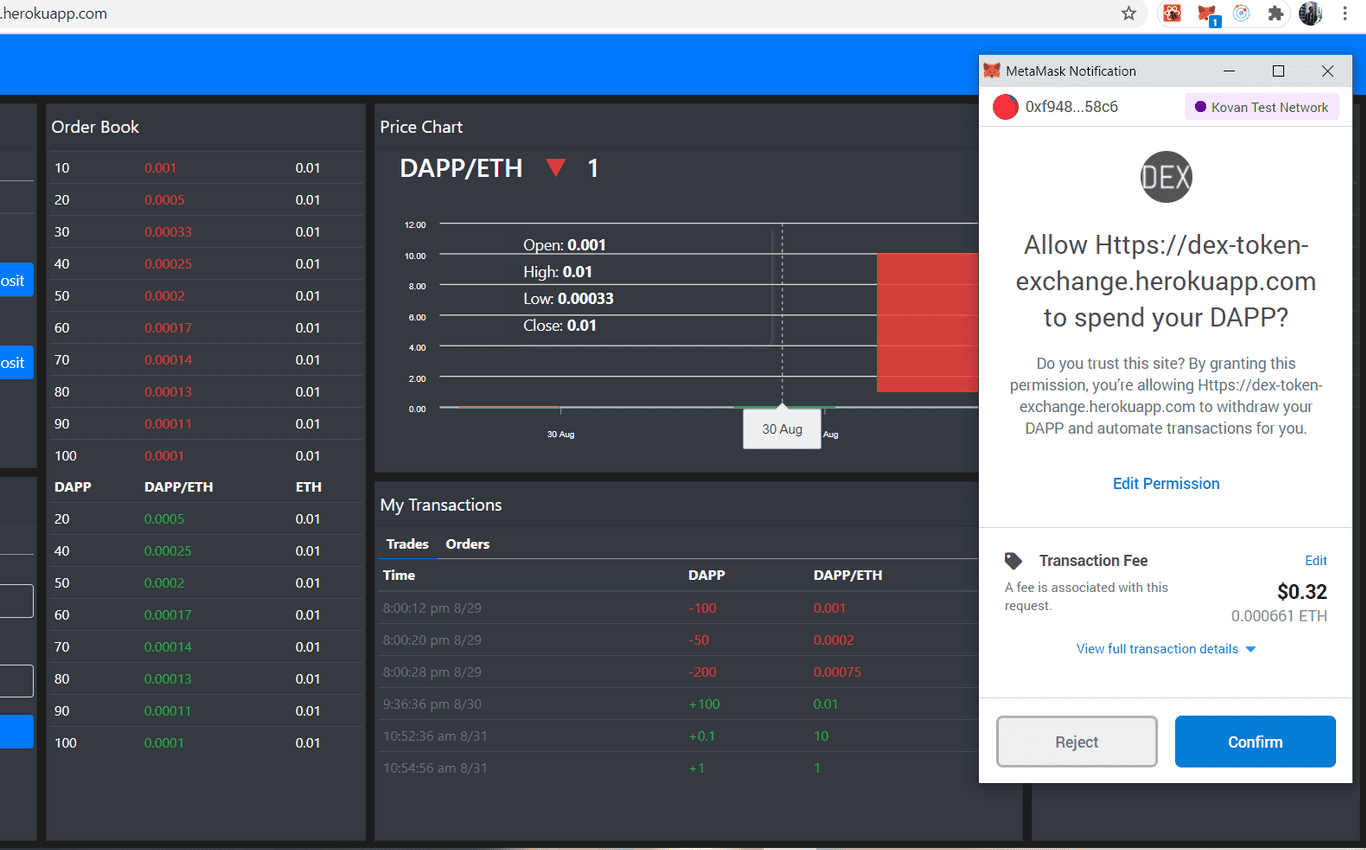 .herokuapp.com
1
Order Book
10 0.001 0.01
20 0.0005 0.01
30 0.00033 0.01
40 0.00025 0.01
50 0.0002 0.01
60 0.00017 0.01
70 0.00014 0.01
80 0.00013 0.01
90 0.00011 0.01
100 0.0001 0.01
DAPP DAPP/ETH ETH
20 0.0005 0.01
40 0.00025 0.01
50 0.0002 0.01
60 0.00017 0.01
70 0.00014 0.01
80 0.00013 0.01
90 0.00011 0.01
100 0.0001 0.01
osit
osit
Price Chart
DAPP/ETH ▼ 1
12.00
10.00
8.00
6.00
4.00
2.00
0.00
Open: 0.001
High: 0.01
Low: 0.00033
Close: 0.01
30 Aug
30 Aug
Aug
My Transactions
Trades Orders
Time DAPP DAPP/ETH
8:00:12 pm 8/29 -100 0.001
8:00:20 pm 8/29 -50 0.0002
8:00:28 pm 8/29 -200 0.00075
9:36:36 pm 8/30 +100 0.01
10:52:36 am 8/31 +0.1 10
10:54:56 am 8/31 +1 1
MetaMask Notification
0xf948...58c6
Kovan Test Network
DEX
Allow Https://dex-token-
exchange.herokuapp.com
to spend your DAPP?
Do you trust this site? By granting this
permission, you're allowing Https://dex-token-
exchange.herokuapp.com to withdraw your
DAPP and automate transactions for you.
Edit Permission
Transaction Fee
Edit
A fee is associated with this
request.
$0.32
0.000661 ETH
View full transaction details
Reject
Confirm